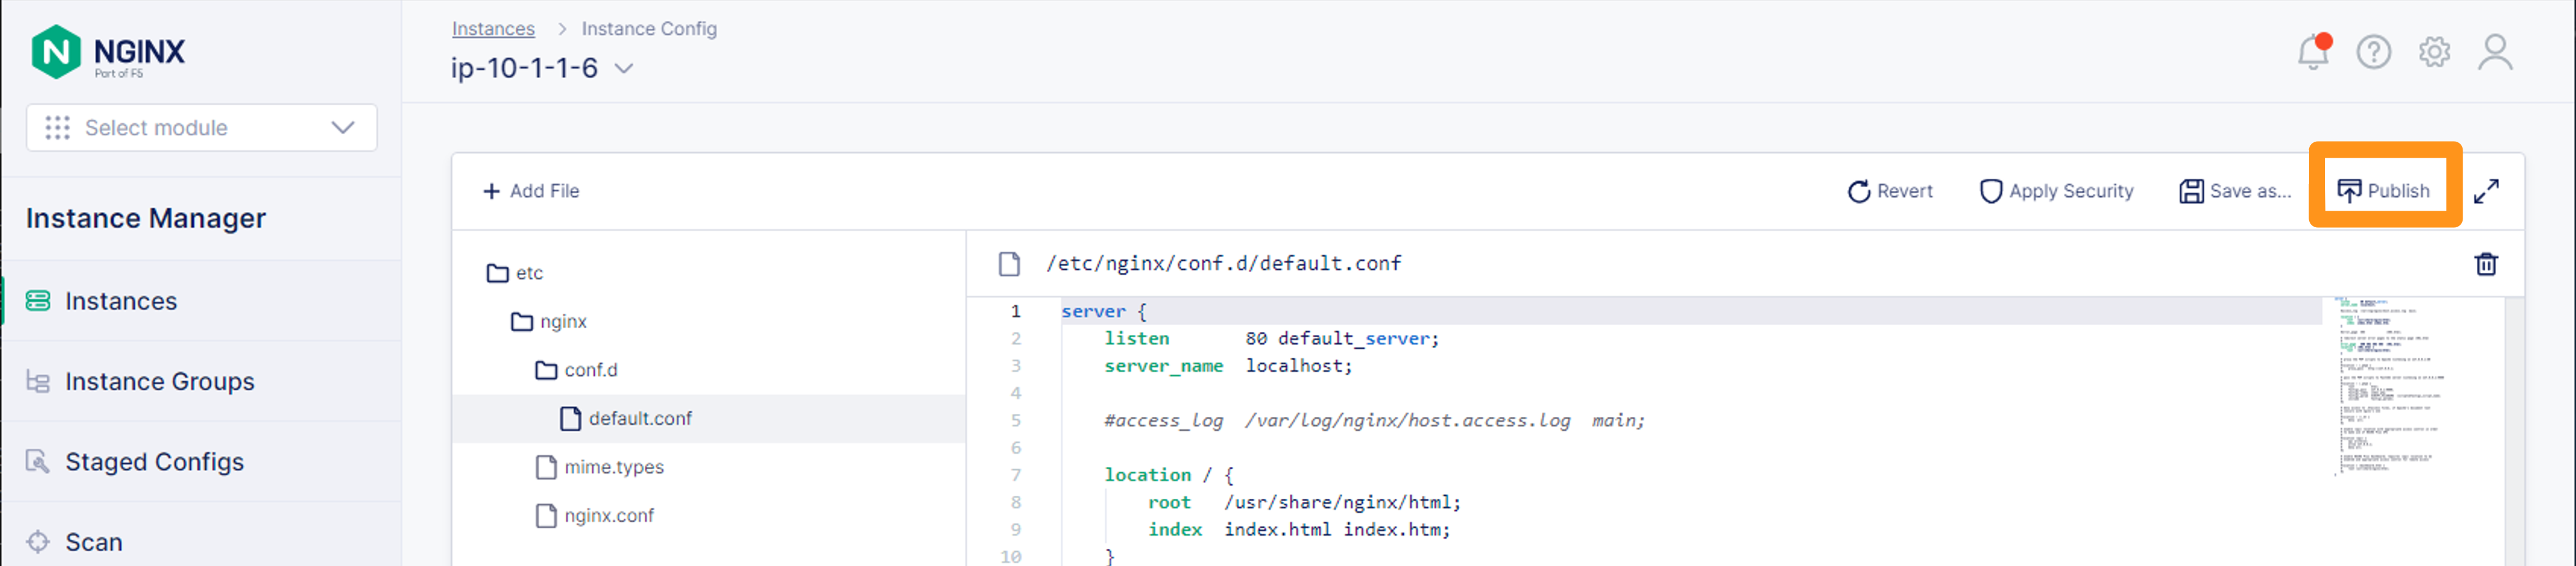 NGINX
Part of F5
Select module
Instance Manager
Instances
Instance Groups
Staged Configs
Scan
Instances > Instance Config
ip-10-1-1-6
+ Add File
Revert
Apply Security
Save as...
Publish
etc
nginx
conf.d
default.conf
mime.types
nginx.conf
/etc/nginx/conf.d/default.conf
1 server {
2 listen 80 default_server;
3 server_name localhost;
4
5 #access_log /var/log/nginx/host.access.log main;
6
7 location / {
8 root /usr/share/nginx/html;
9 index index.html index.htm;
10 }